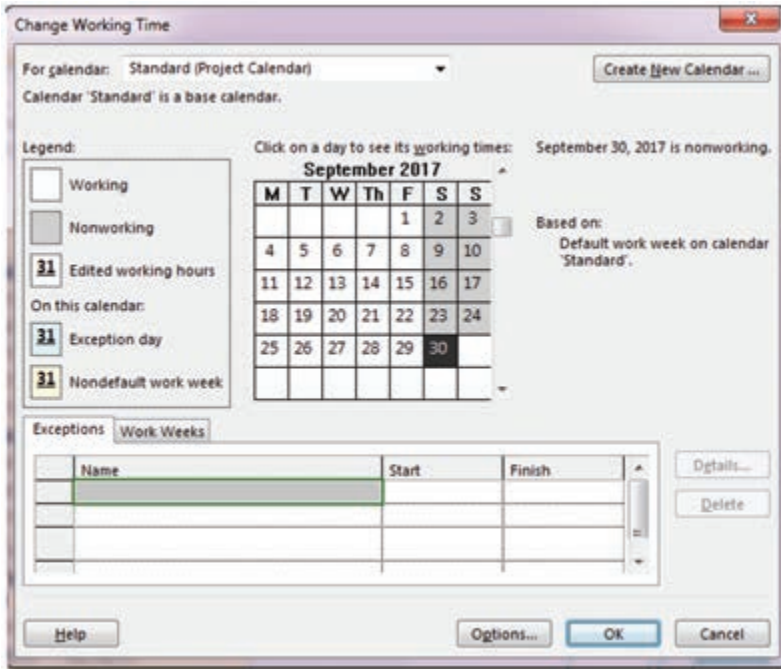 Change Working Time
For calendar: Standard (Project Calendar)
Create New Calendar ...
Calendar 'Standard' is a base calendar.
Legend:
Working
Nonworking
31 Edited working hours
On this calendar:
31 Exception day
31 Nondefault work week
Click on a day to see its working times:
September 2017
M T W Th F S S
1 2 3
4 5 6 7 8 9 10
11 12 13 14 15 16 17
18 19 20 21 22 23 24
25 26 27 28 29 30
September 30, 2017 is nonworking.
Based on:
Default work week on calendar
'Standard'.
Exceptions Work Weeks
Name Start Finish
Details...
Delete
Help
Options...
OK
Cancel